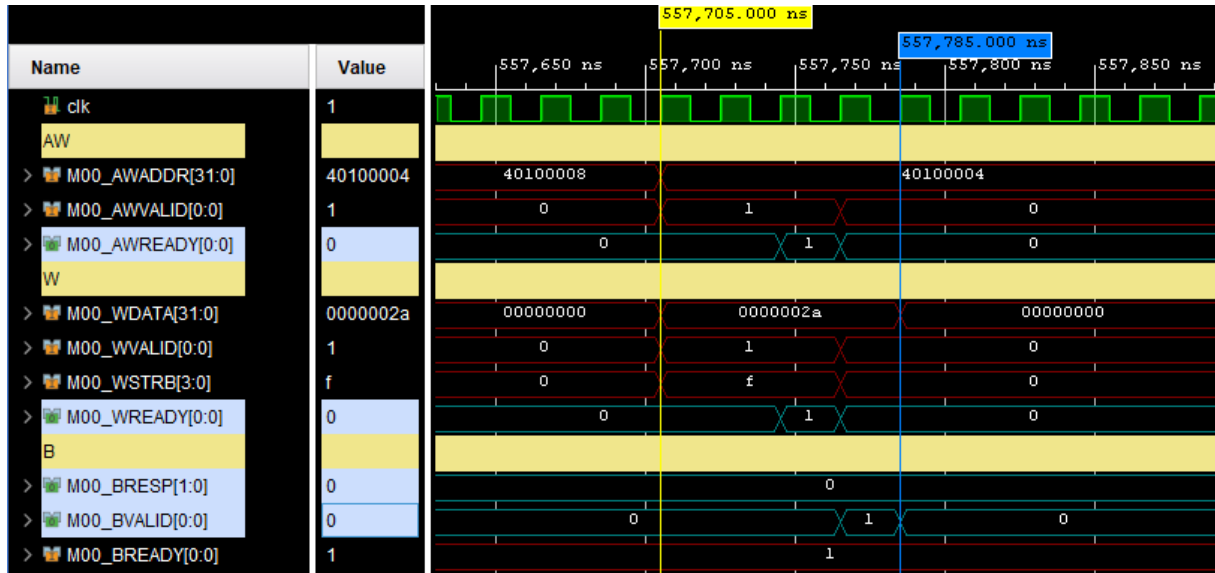 557,705.000 ns
557,785.000 ns
Name Value 557,650 ns 557,700 ns 557,750 ns 557,800 ns 557,850 ns
clk 1
AW
M00_AWADDR[31:0] 40100004 40100008 40100004
M00_AWVALID[0:0] 1 0 1 0
M00_AWREADY[0:0] 0 0 1 0
W
M00_WDATA[31:0] 0000002a 00000000 0000002a 00000000
M00_WVALID[0:0] 1 0 1 0
M00_WSTRB[3:0] f 0 f 0
M00_WREADY[0:0] 0 0 1 0
B
M00_BRESP[1:0] 0 0
M00_BVALID[0:0] 0 0 1 0
M00_BREADY[0:0] 1 1